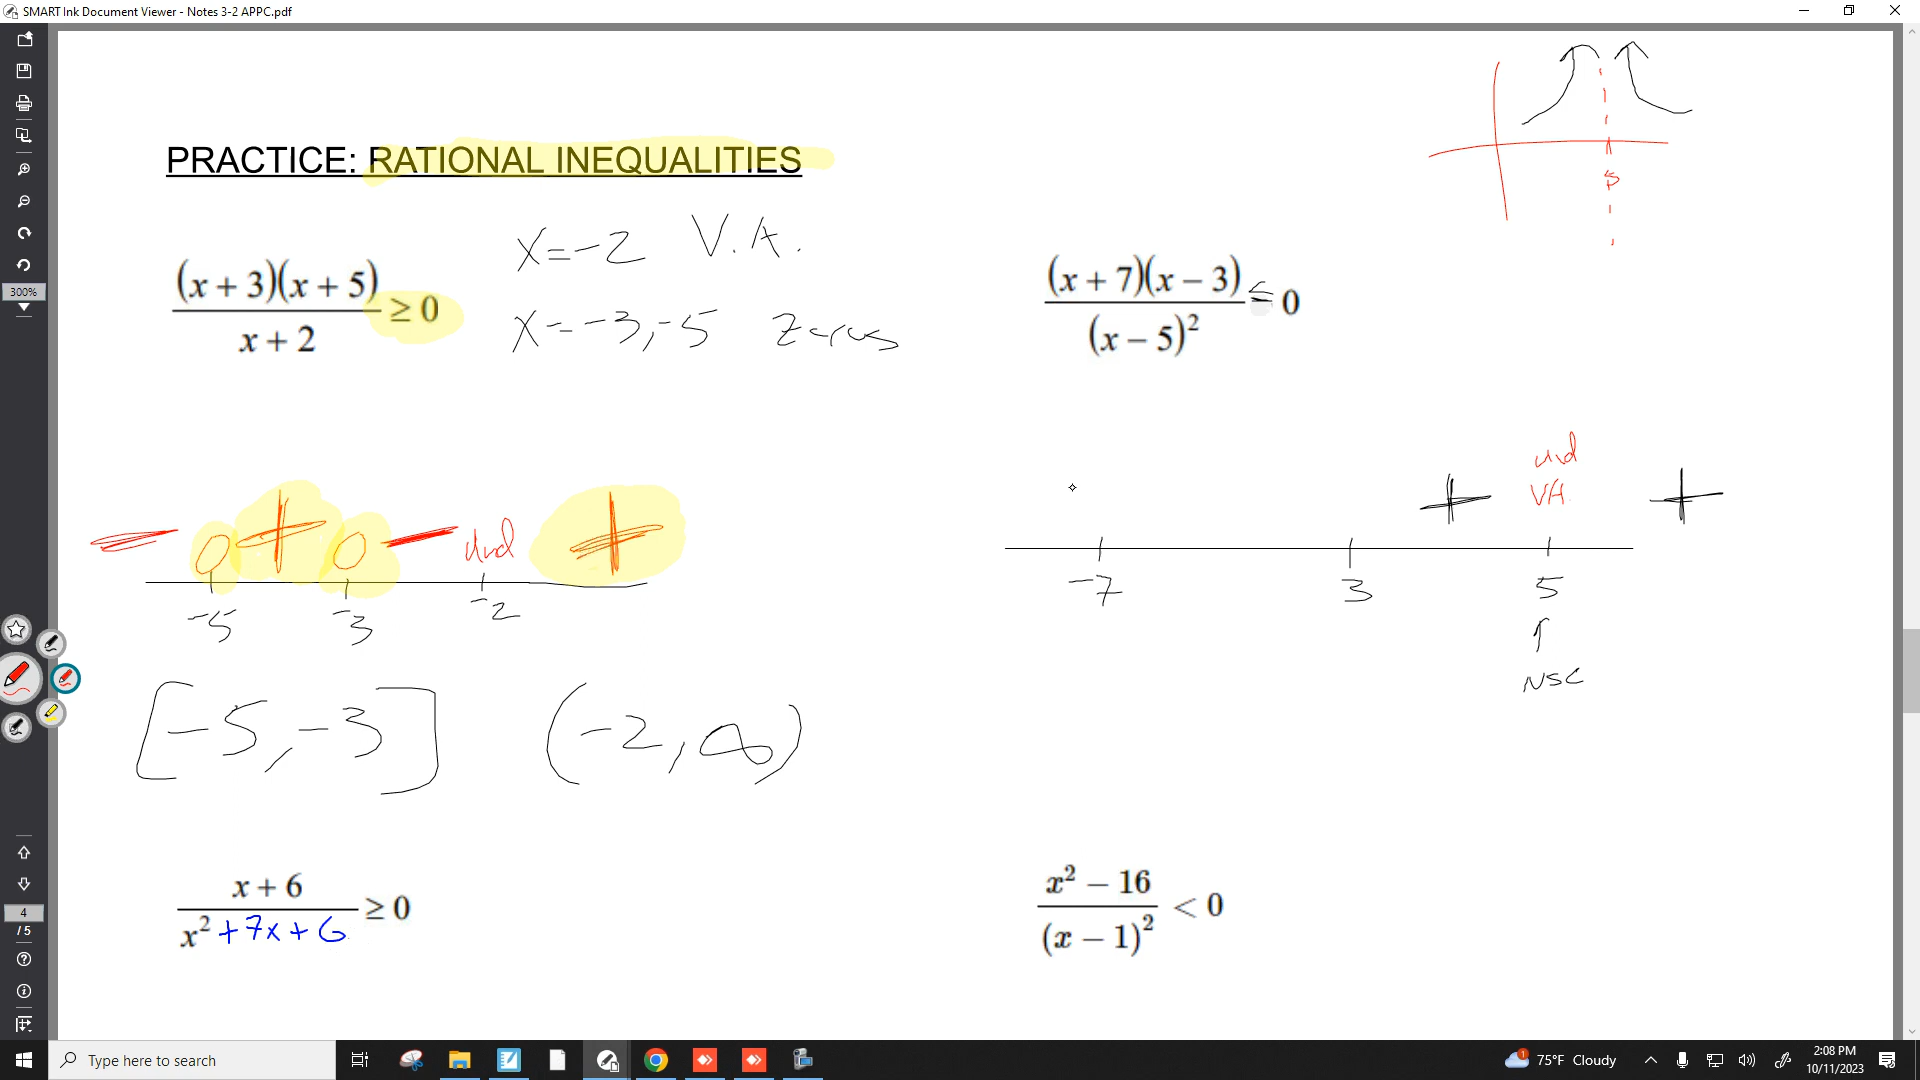 SMART Ink Document Viewer - Notes 3-2 APPC.pdf
PRACTICE: RATIONAL INEQUALITIES
(x + 3)(x + 5) / x + 2 ≥ 0
x = -2 V.A.
x = -3, -5 zeros
(x + 7)(x − 3) / (x − 5)² ≤ 0
5
− 0 + 0 − und +
-5 -3 -2
[-5, -3] (-2, ∞)
und
+ VA. +
-7 3 5
↑
NSC
x + 6 / x² + 7x + 6 ≥ 0
x² − 16 / (x − 1)² < 0
300%
4
/ 5
Type here to search
1
75°F Cloudy
2:08 PM
10/11/2023